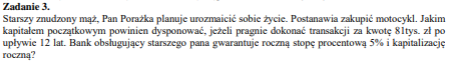 Zadanie 3.
Starszy znudzony mąż, Pan Porażka planuje urozmaicić sobie życie. Postanawia zakupić motocykl. Jakim
kapitałem początkowym powinien dysponować, jeżeli pragnie dokonać transakcji za kwotę 81tys. zł po
upływie 12 lat. Bank obsługujący starszego pana gwarantuje roczną stopę procentową 5% i kapitalizację
roczną?